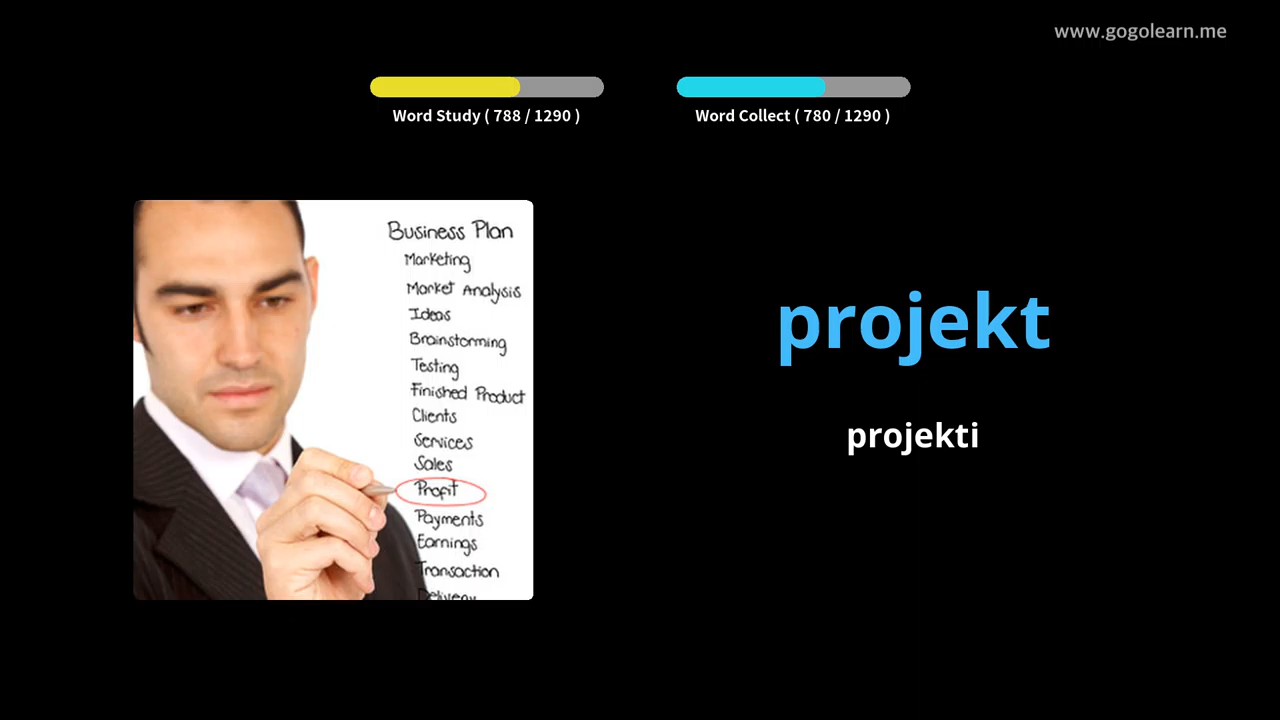 www.gogolearn.me
Word Study ( 788 / 1290 )
Word Collect ( 780 / 1290 )
Business Plan
Marketing
Market Analysis
Ideas
Brainstorming
Testing
Finished Product
Clients
Services
Sales
Profit
Payments
Earnings
Transaction
Delivery
projekt
projekti